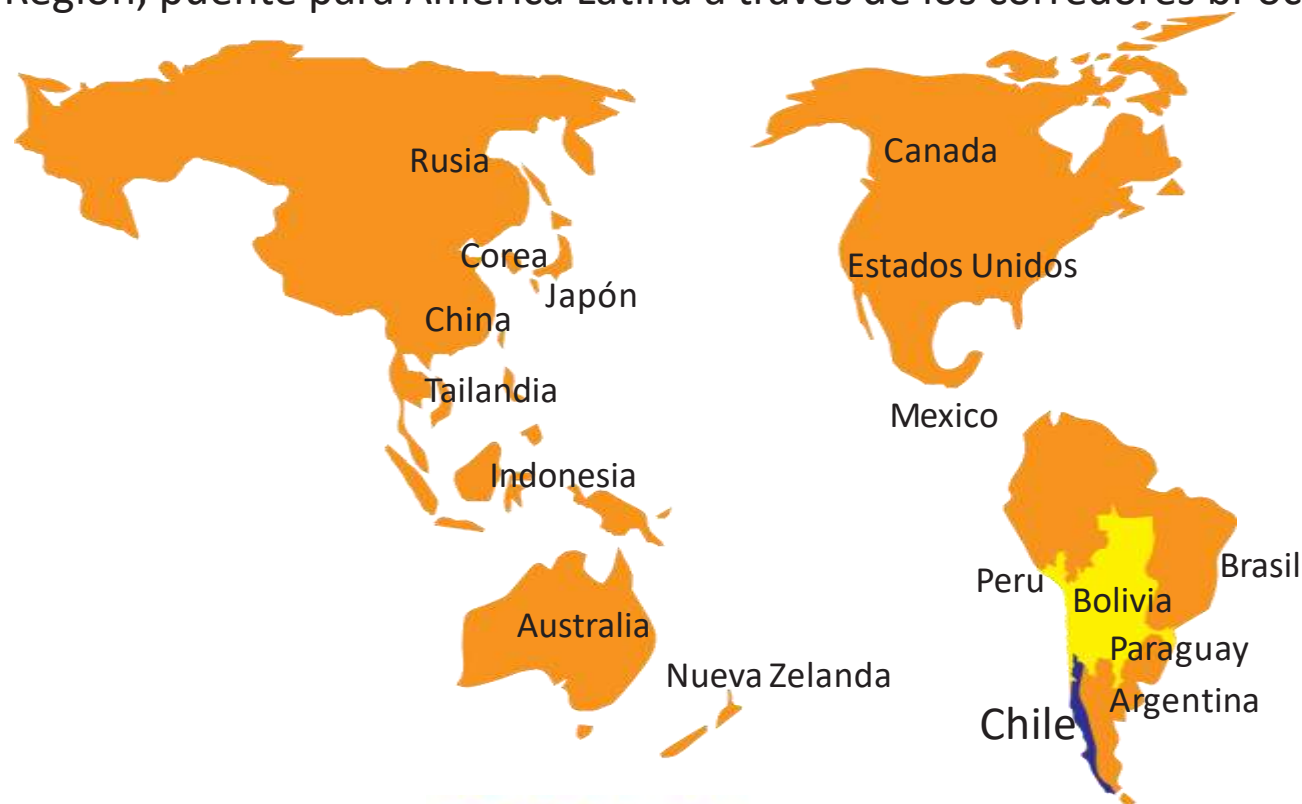 Región, puente para América Latina a través de los corredores
Rusia
Canada
Corea
Estados Unidos
Japón
China
Tailandia
Mexico
Indonesia
Peru
Brasil
Bolivia
Australia
Paraguay
Nueva Zelanda
Argentina
Chile